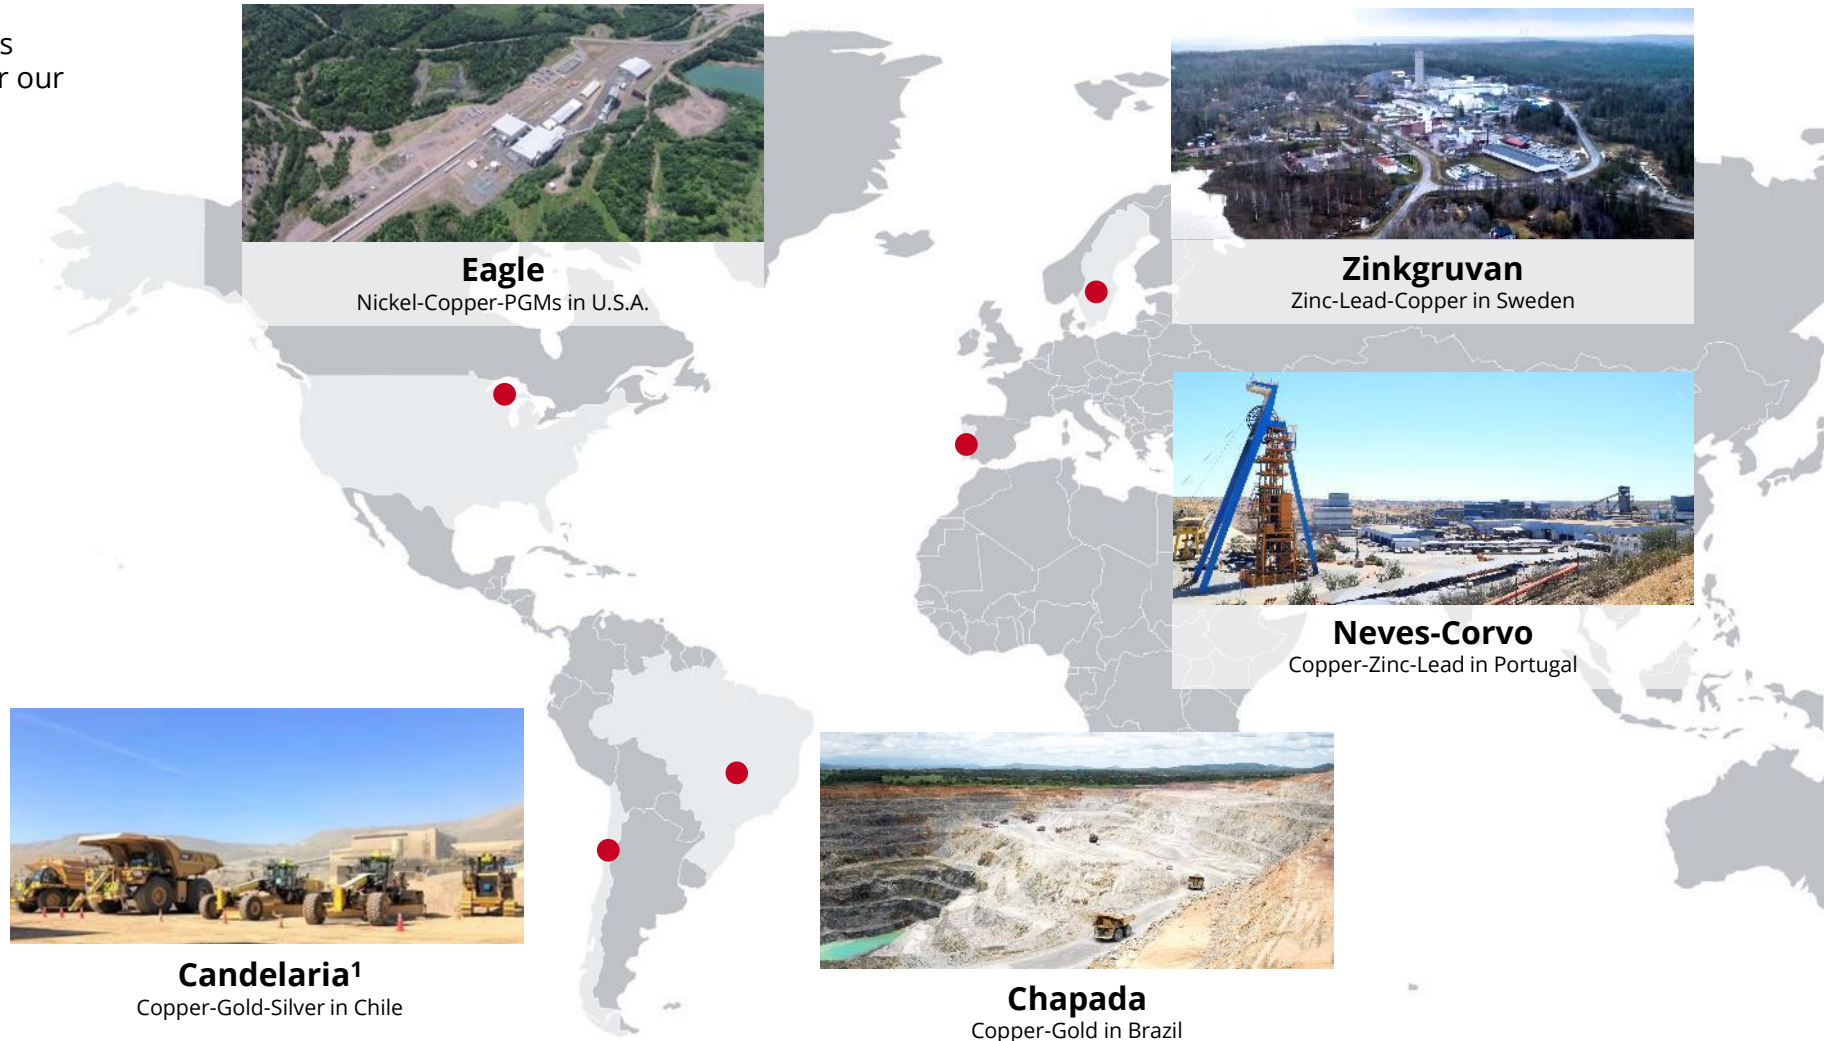 s
r our
Eagle
Nickel-Copper-PGMs in U.S.A.
Zinkgruvan
Zinc-Lead-Copper in Sweden
Neves-Corvo
Copper-Zinc-Lead in Portugal
Candelaria¹
Copper-Gold-Silver in Chile
Chapada
Copper-Gold in Brazil